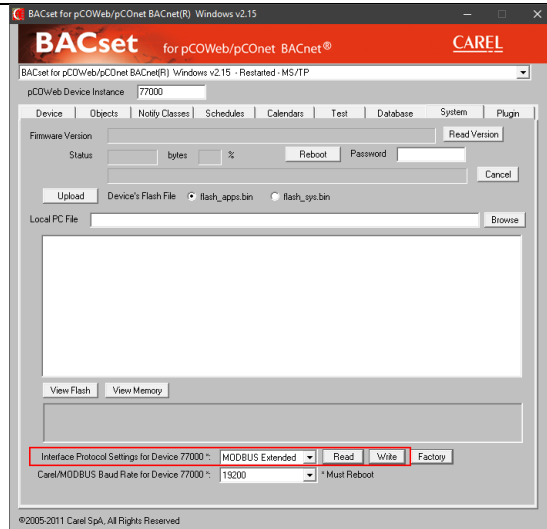 BACset for pCOWeb/pCOnet BACnet(R) Windows v2.15
BACset for pCOWeb/pCOnet BACnet® CAREL
BACset for pCOWeb/pCOnet BACnet(R) Windows v2.15 - Restarted - MS/TP
pCOWeb Device Instance 77000
Device Objects Notify Classes Schedules Calendars Test Database System Plugin
Firmware Version Read Version
Status bytes % Reboot Password
Cancel
Upload Device's Flash File flash_apps.bin flash_sys.bin
Local PC File Browse
View Flash View Memory
Interface Protocol Settings for Device 77000 *: MODBUS Extended Read Write Factory
Carel/MODBUS Baud Rate for Device 77000 *: 19200 * Must Reboot
©2005-2011 Carel SpA, All Rights Reserved